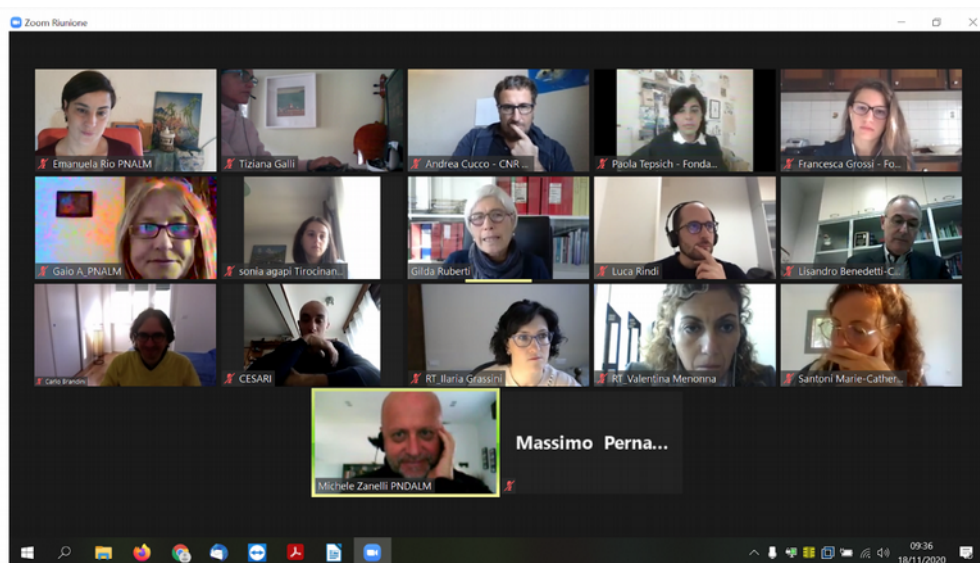 Zoom Riunione
Emanuela Rio PNALM
Tiziana Galli
Andrea Cucco - CNR ...
Paola Tepsich - Fonda...
Francesca Grossi - Fo...
Gaio A_PNALM
sonia agapi Tirocinan...
Gilda Ruberti
Luca Rindi
Lisandro Benedetti-C...
Carlo Brandini
CESARI
RT_Ilaria Grassini
RT_Valentina Menonna
Santoni Marie-Cather...
Michele Zanelli PNDALM
Massimo Perna...
09:36
18/11/2020